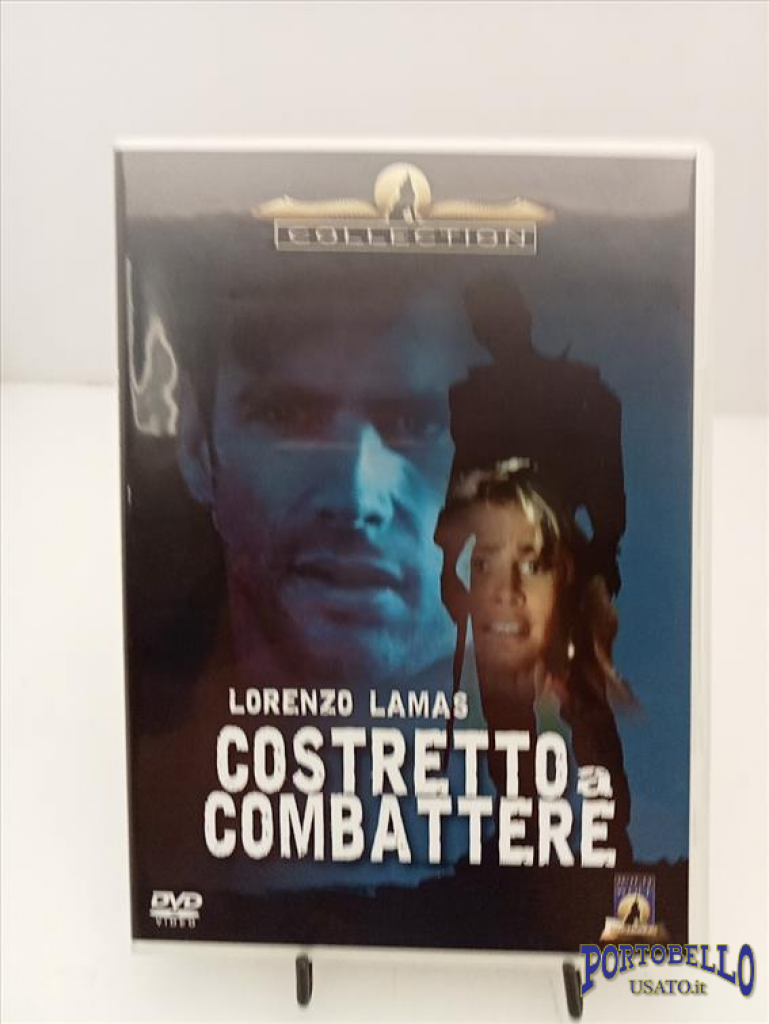 COLLECTION
LORENZO LAMAS
COSTRETTO a
COMBATTERE
DVD
VIDEO
PORTOBELLO
USATO.it